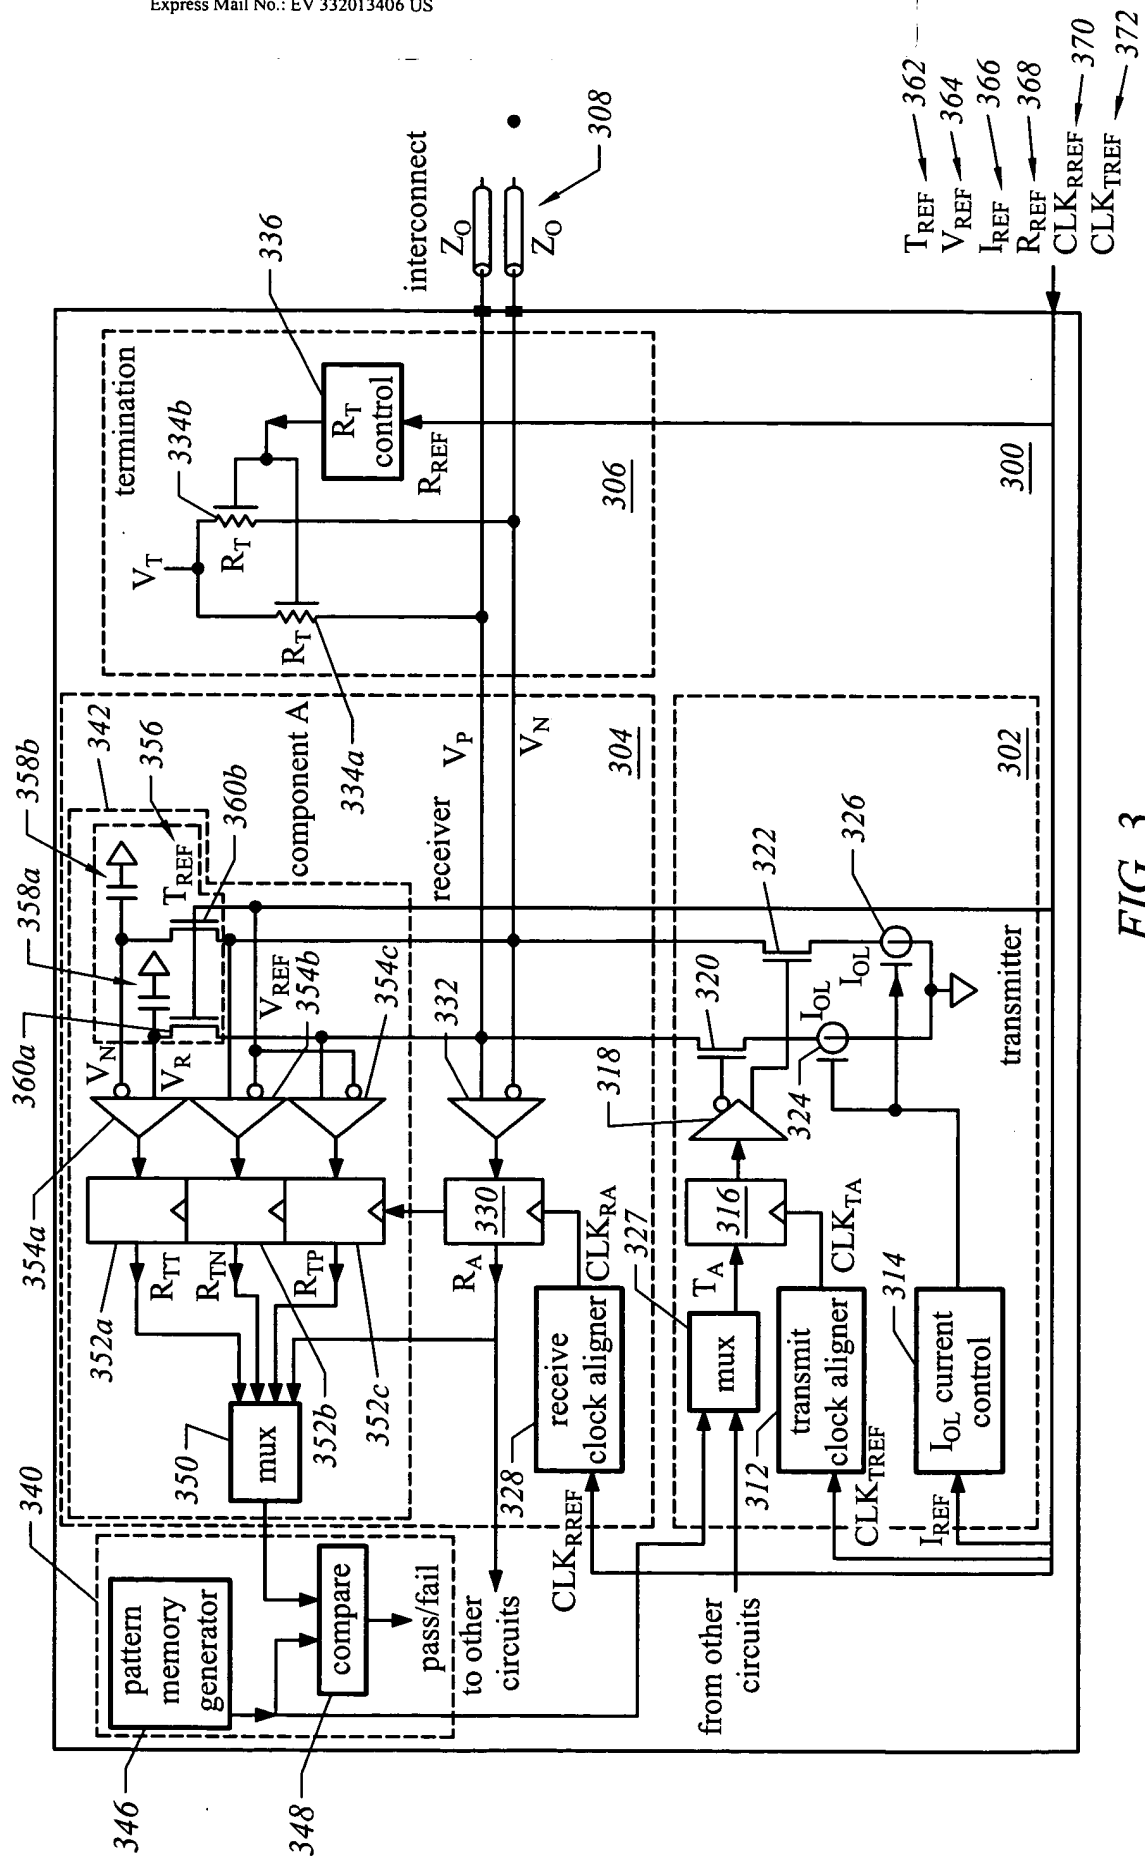 Express Mail No.: EV 332013406 US
346
pattern
memory
generator
340
348
compare
pass/fail
to other
circuits
from other
circuits
350
mux
352a
352b
352c
R_TT
R_TN
R_TP
R_A
354a
354b
354c
360a
V_N
V_R
V_REF
358a
358b
342
356
T_REF
360b
component A
receiver
332
330
328
receive
clock aligner
CLK_RREF
CLK_RA
304
V_P
V_N
termination
V_T
334b
R_T
R_T
334a
336
R_T
control
R_REF
306
300
interconnect
Z_O
Z_O
308
T_REF 362
V_REF 364
I_REF 366
R_REF 368
CLK_RREF 370
CLK_TREF 372
327
mux
T_A
316
318
320
322
324
326
I_OL
I_OL
302
312
transmit
clock aligner
CLK_TREF
CLK_TA
314
I_OL current
control
I_REF
transmitter
FIG. 3